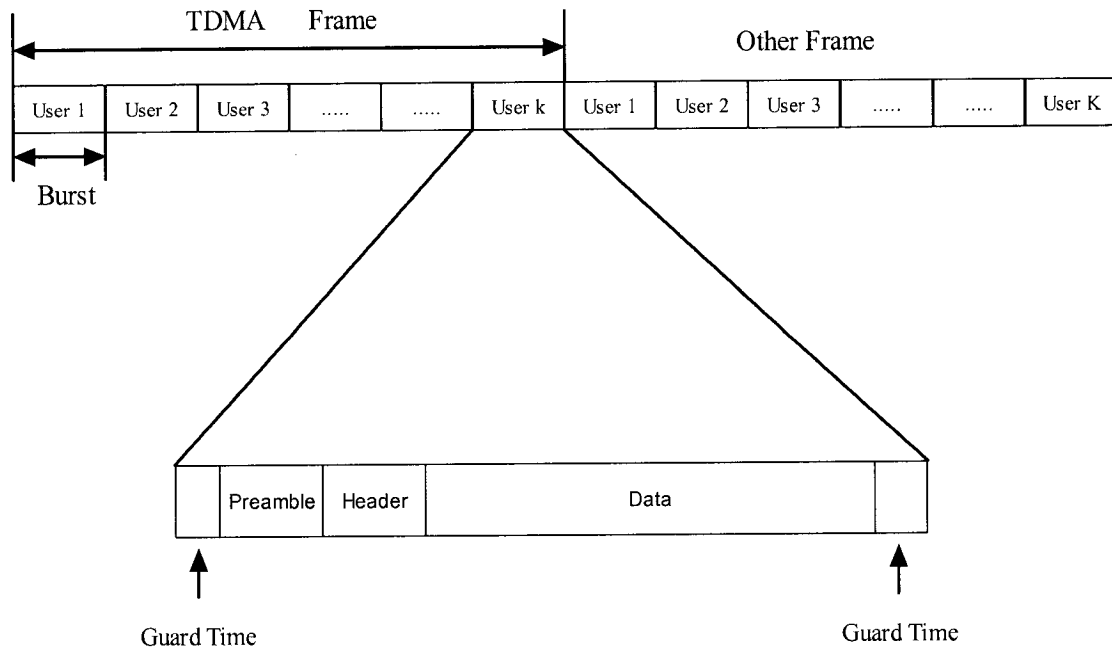 TDMA Frame
Other Frame
User 1 User 2 User 3 ..... ..... User k User 1 User 2 User 3 ..... ..... User K
Burst
Preamble Header Data
Guard Time Guard Time